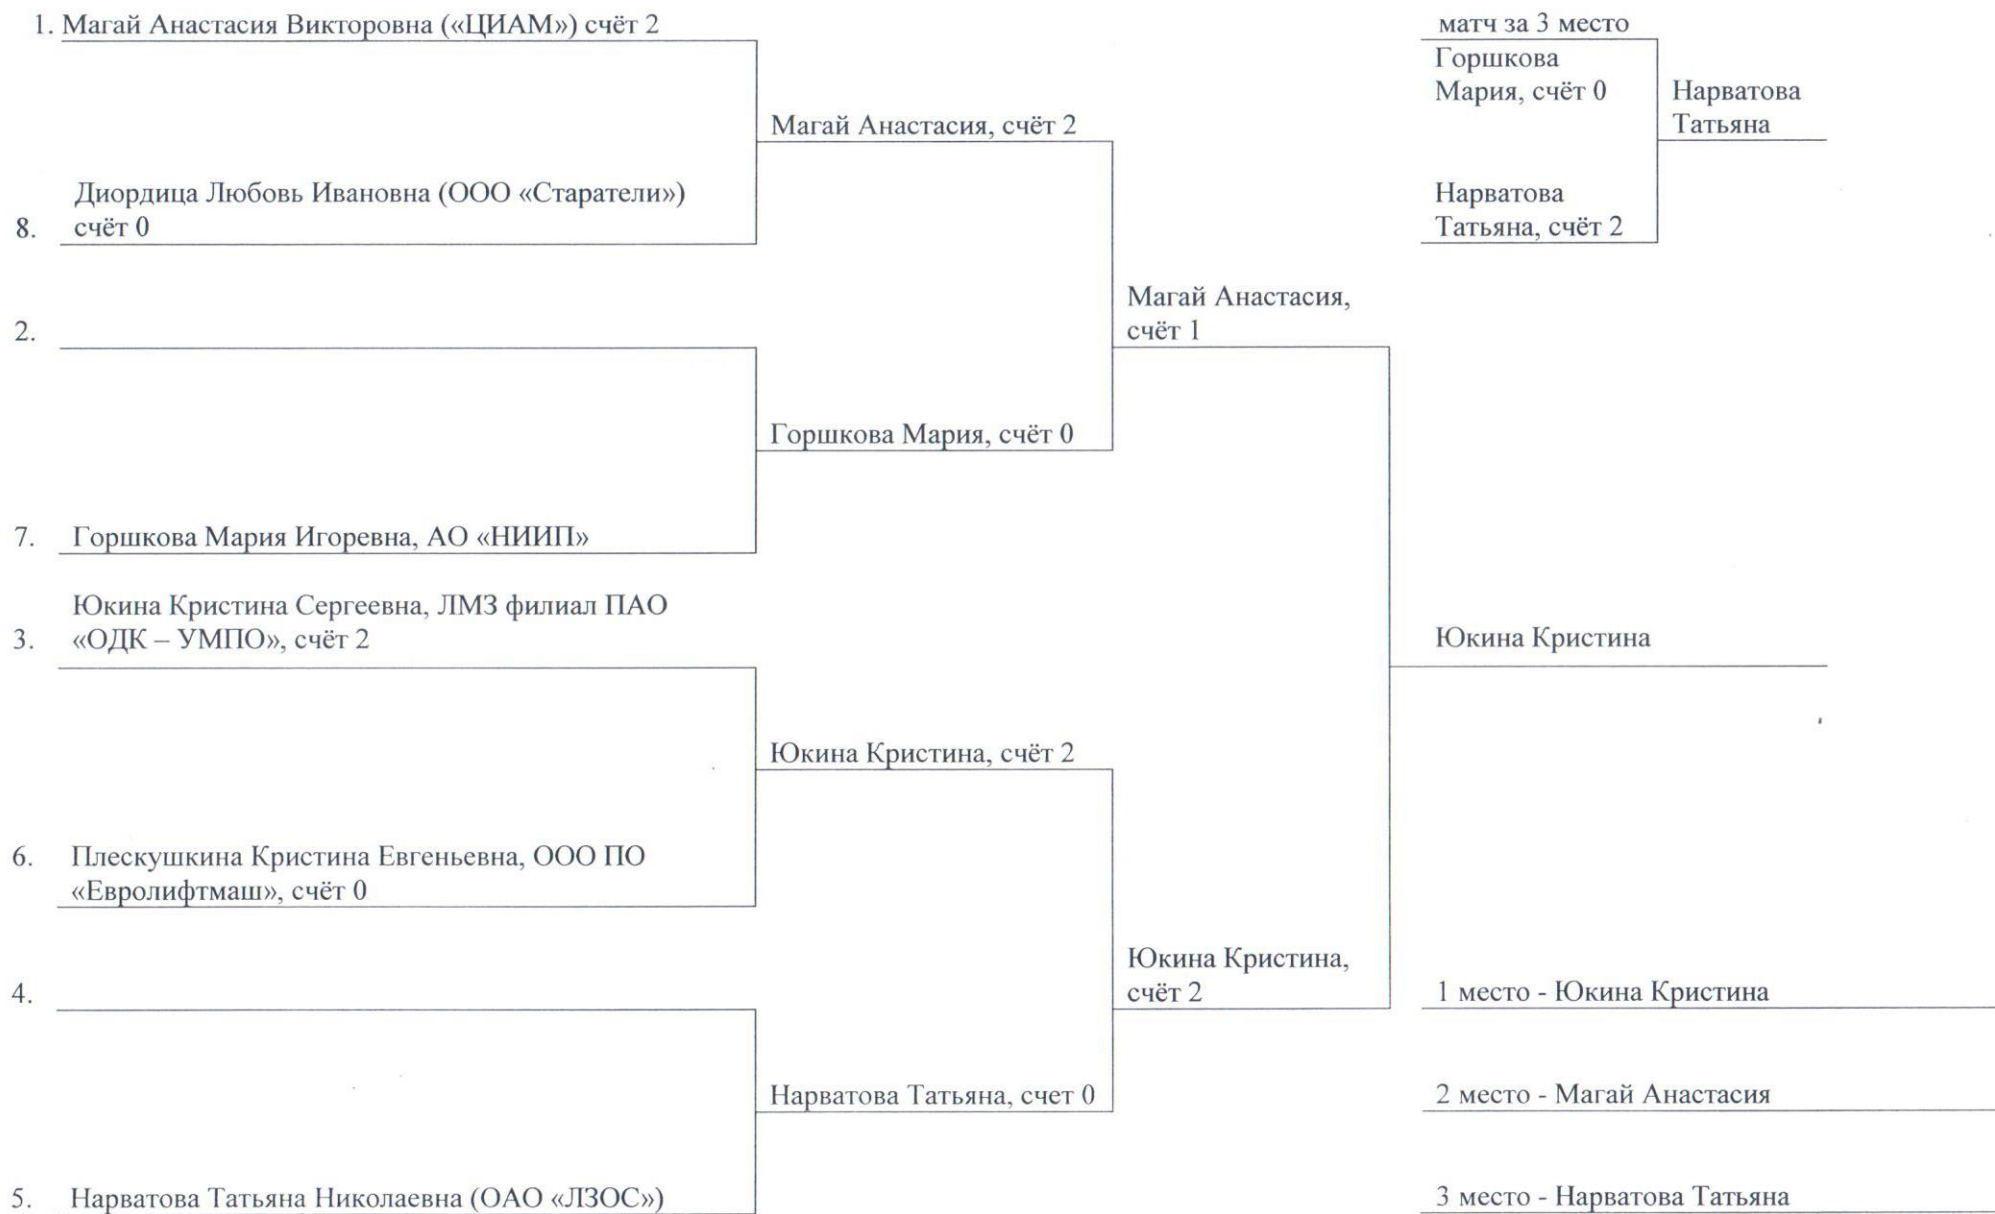 1. Магай Анастасия Викторовна («ЦИАМ») счёт 2
Магай Анастасия, счёт 2
Диордица Любовь Ивановна (ООО «Старатели»)
8. счёт 0
Магай Анастасия,
счёт 1
2.
Горшкова Мария, счёт 0
7. Горшкова Мария Игоревна, АО «НИИП»
Юкина Кристина Сергеевна, ЛМЗ филиал ПАО
3. «ОДК – УМПО», счёт 2
Юкина Кристина, счёт 2
6. Плескушкина Кристина Евгеньевна, ООО ПО
«Евролифтмаш», счёт 0
Юкина Кристина,
счёт 2
4.
Нарватова Татьяна, счет 0
5. Нарватова Татьяна Николаевна (ОАО «ЛЗОС»)
матч за 3 место
Горшкова
Мария, счёт 0
Нарватова
Татьяна
Нарватова
Татьяна, счёт 2
Юкина Кристина
1 место - Юкина Кристина
2 место - Магай Анастасия
3 место - Нарватова Татьяна